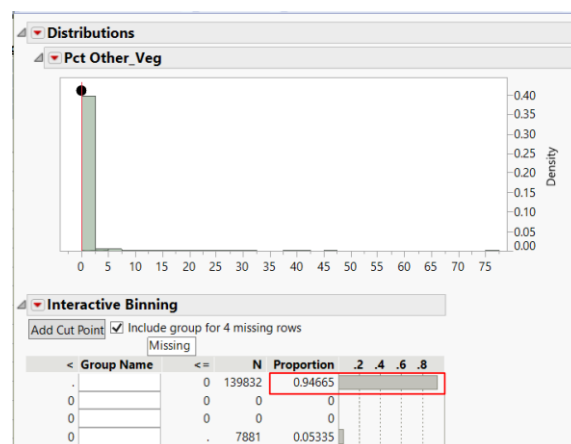 Distributions
Pct Other_Veg
0.40
0.35
0.30
0.25
0.20
0.15
0.10
0.05
0.00
Density
0 5 10 15 20 25 30 35 40 45 50 55 60 65 70 75
Interactive Binning
Add Cut Point Include group for 4 missing rows
Missing
< Group Name <= N Proportion .2 .4 .6 .8
. 0 139832 0.94665
0 0 0 0
0 0 0 0
0 . 7881 0.05335